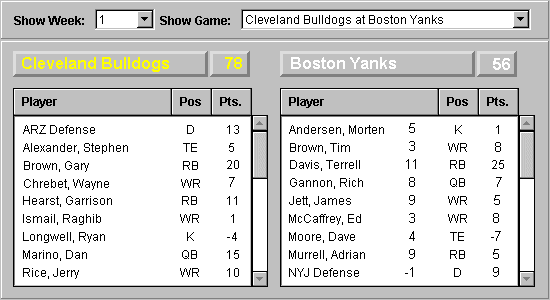 Show Week: 1 Show Game: Cleveland Bulldogs at Boston Yanks
Cleveland Bulldogs 78
Player Pos Pts.
ARZ Defense D 13
Alexander, Stephen TE 5
Brown, Gary RB 20
Chrebet, Wayne WR 7
Hearst, Garrison RB 11
Ismail, Raghib WR 1
Longwell, Ryan K -4
Marino, Dan QB 15
Rice, Jerry WR 10
Boston Yanks 56
Player Pos Pts.
Andersen, Morten 5 K 1
Brown, Tim 3 WR 8
Davis, Terrell 11 RB 25
Gannon, Rich 8 QB 7
Jett, James 9 WR 5
McCaffrey, Ed 3 WR 8
Moore, Dave 4 TE -7
Murrell, Adrian 9 RB 5
NYJ Defense -1 D 9